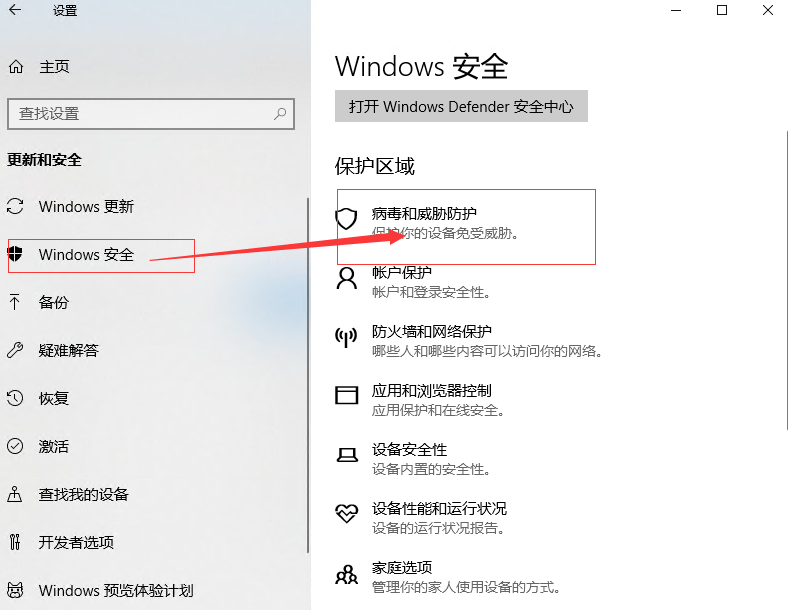 设置
主页
查找设置
更新和安全
Windows 更新
Windows 安全
备份
疑难解答
恢复
激活
查找我的设备
开发者选项
Windows 预览体验计划
Windows 安全
打开 Windows Defender 安全中心
保护区域
病毒和威胁防护
保护你的设备免受威胁。
帐户保护
帐户和登录安全性。
防火墙和网络保护
哪些人和哪些内容可以访问你的网络。
应用和浏览器控制
应用保护和在线安全。
设备安全性
设备内置的安全性。
设备性能和运行状况
设备的运行状况报告。
家庭选项
管理你的家人使用设备的方式。